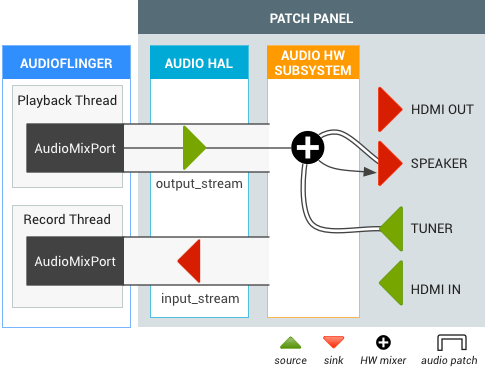 PATCH PANEL
AUDIOFLINGER
AUDIO HAL
AUDIO HW
SUBSYSTEM
Playback Thread
AudioMixPort
output_stream
Record Thread
AudioMixPort
input_stream
HDMI OUT
SPEAKER
TUNER
HDMI IN
source
sink
HW mixer
audio patch